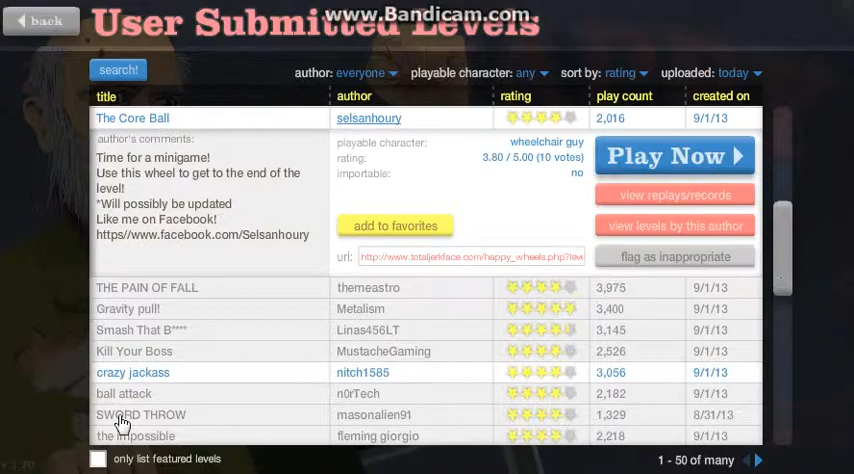 back
User Submitted Levels
www.Bandicam.com
search!
author: everyone
playable character: any
sort by: rating
uploaded: today
title author rating play count created on
The Core Ball selsanhoury 2,016 9/1/13
author's comments:
Time for a minigame!
Use this wheel to get to the end of the
level!
*Will possibly be updated
Like me on Facebook!
https//www.facebook.com/Selsanhoury
playable character: wheelchair guy
rating: 3.80 / 5.00 (10 votes)
importable: no
add to favorites
url: http://www.totaljerkface.com/happy_wheels.php?leve
Play Now
view replays/records
view levels by this author
flag as inappropriate
THE PAIN OF FALL themeastro 3,975 9/1/13
Gravity pull! Metalism 3,400 9/1/13
Smash That B**** Linas456LT 3,145 9/1/13
Kill Your Boss MustacheGaming 2,526 9/1/13
crazy jackass nitch1585 3,056 9/1/13
ball attack n0rTech 2,182 9/1/13
SWORD THROW masonalien91 1,329 8/31/13
the impossible fleming giorgio 2,218 9/1/13
only list featured levels
1 - 50 of many